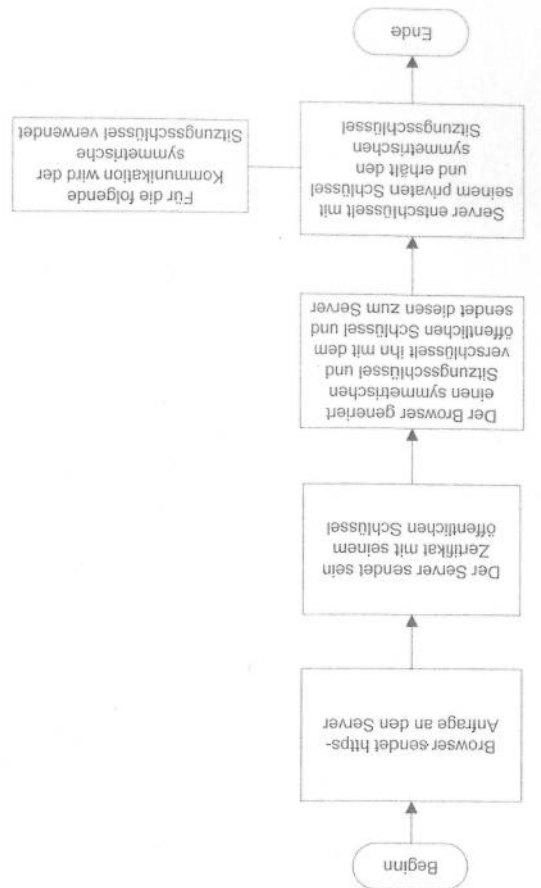 Beginn
Browser sendet https-
Anfrage an den Server
Der Server sendet sein
Zertifikat mit seinem
öffentlichen Schlüssel
Der Browser generiert
einen symmetrischen
Sitzungsschlüssel und
verschlüsselt ihn mit dem
öffentlichen Schlüssel und
sendet diesen zum Server
Server entschlüsselt mit
seinem privaten Schlüssel
und erhält den
symmetrischen
Sitzungsschlüssel
Für die folgende
Kommunikation wird der
symmetrische
Sitzungsschlüssel verwendet
Ende